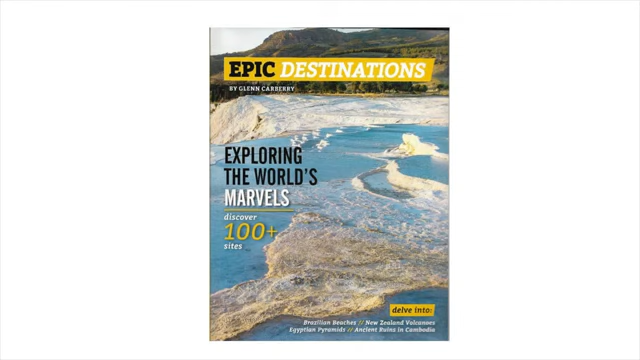 EPIC DESTINATIONS
BY GLENN CARBERRY
EXPLORING
THE WORLD'S
MARVELS
discover
100+
sites
delve into:
Brazilian Beaches // New Zealand Volcanoes
Egyptian Pyramids // Ancient Ruins in Cambodia